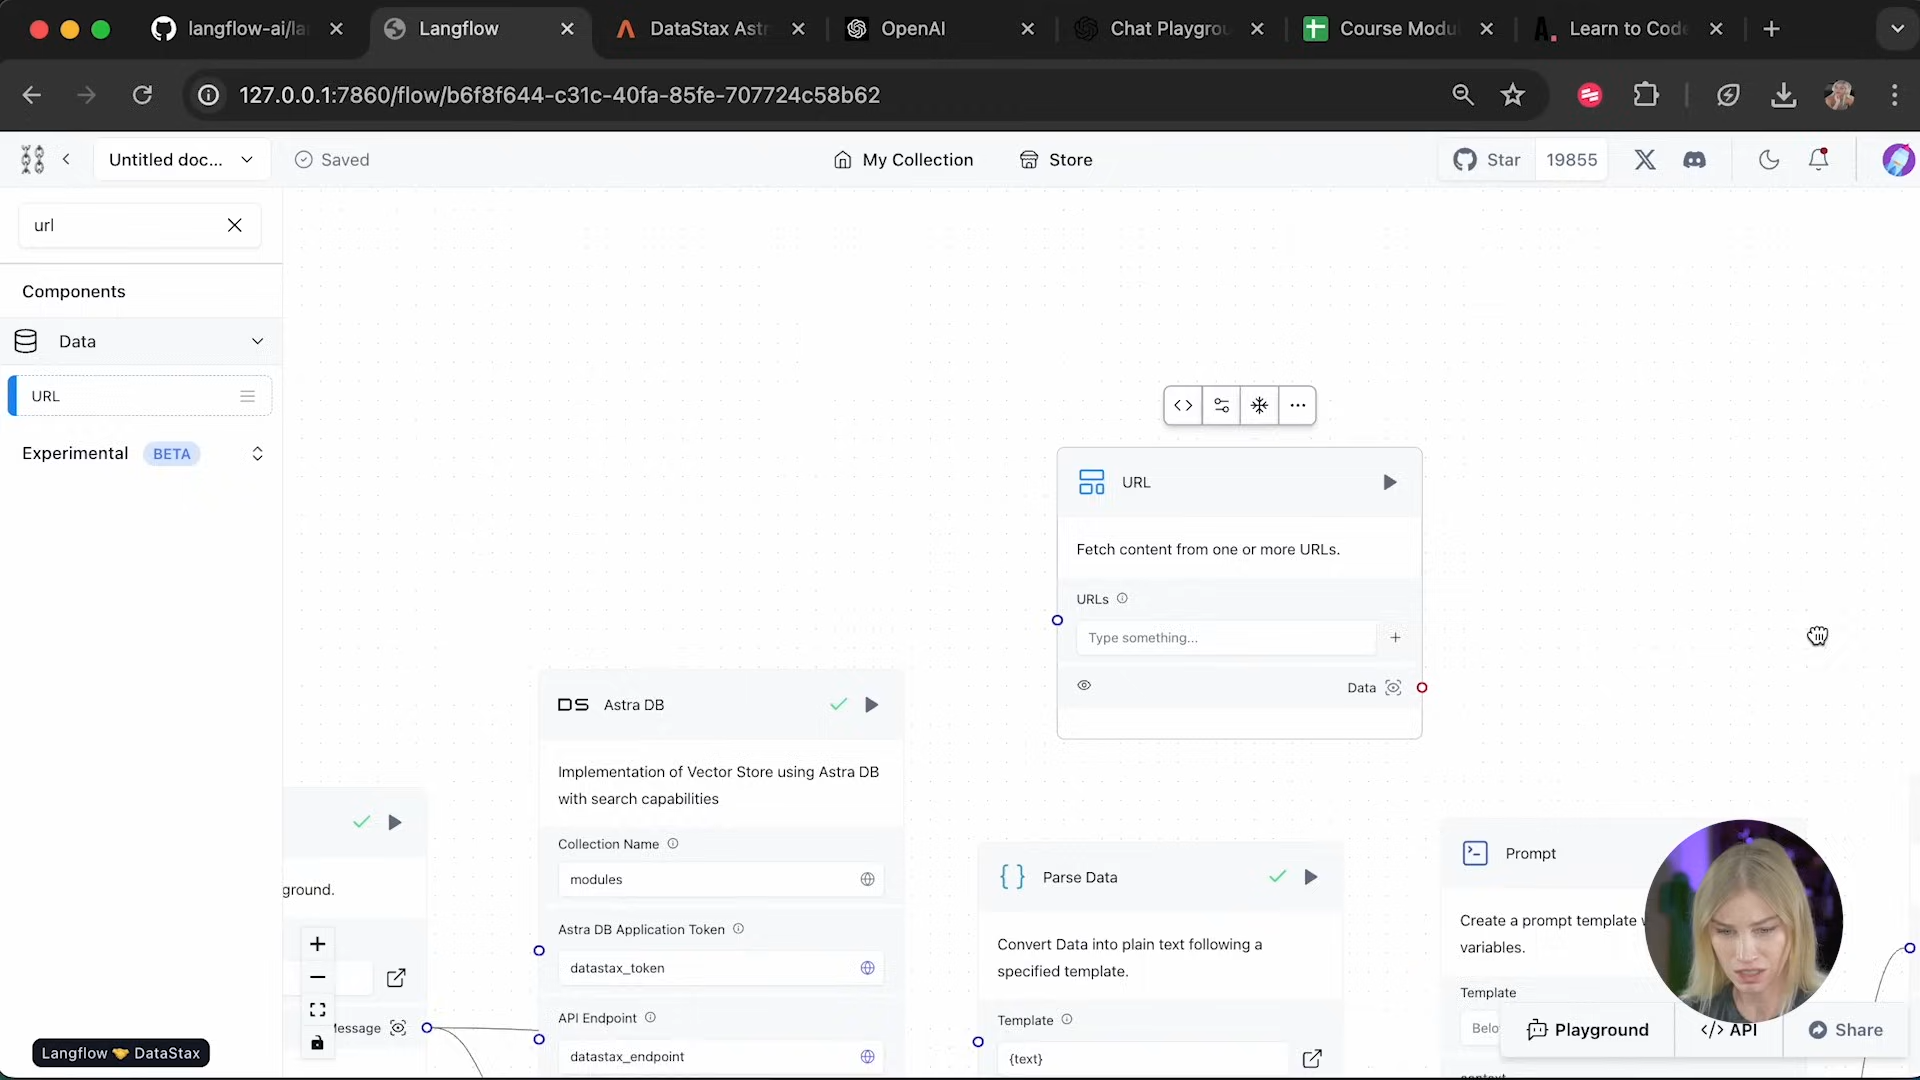 langflow-ai/la
Langflow
DataStax Astr
OpenAI
Chat Playgrou
Course Modu
Learn to Code
127.0.0.1:7860/flow/b6f8f644-c31c-40fa-85fe-707724c58b62
Untitled doc...
Saved
My Collection
Store
Star
19855
url
Components
Data
URL
Experimental
BETA
URL
Fetch content from one or more URLs.
URLs
Type something...
Data
DS
Astra DB
Implementation of Vector Store using Astra DB
with search capabilities
Collection Name
modules
Astra DB Application Token
datastax_token
API Endpoint
datastax_endpoint
ground.
Message
{} Parse Data
Convert Data into plain text following a
specified template.
Template
{text}
Prompt
Create a prompt template
variables.
Template
Belo
Playground
</> API
Share
Langflow 🤝 DataStax